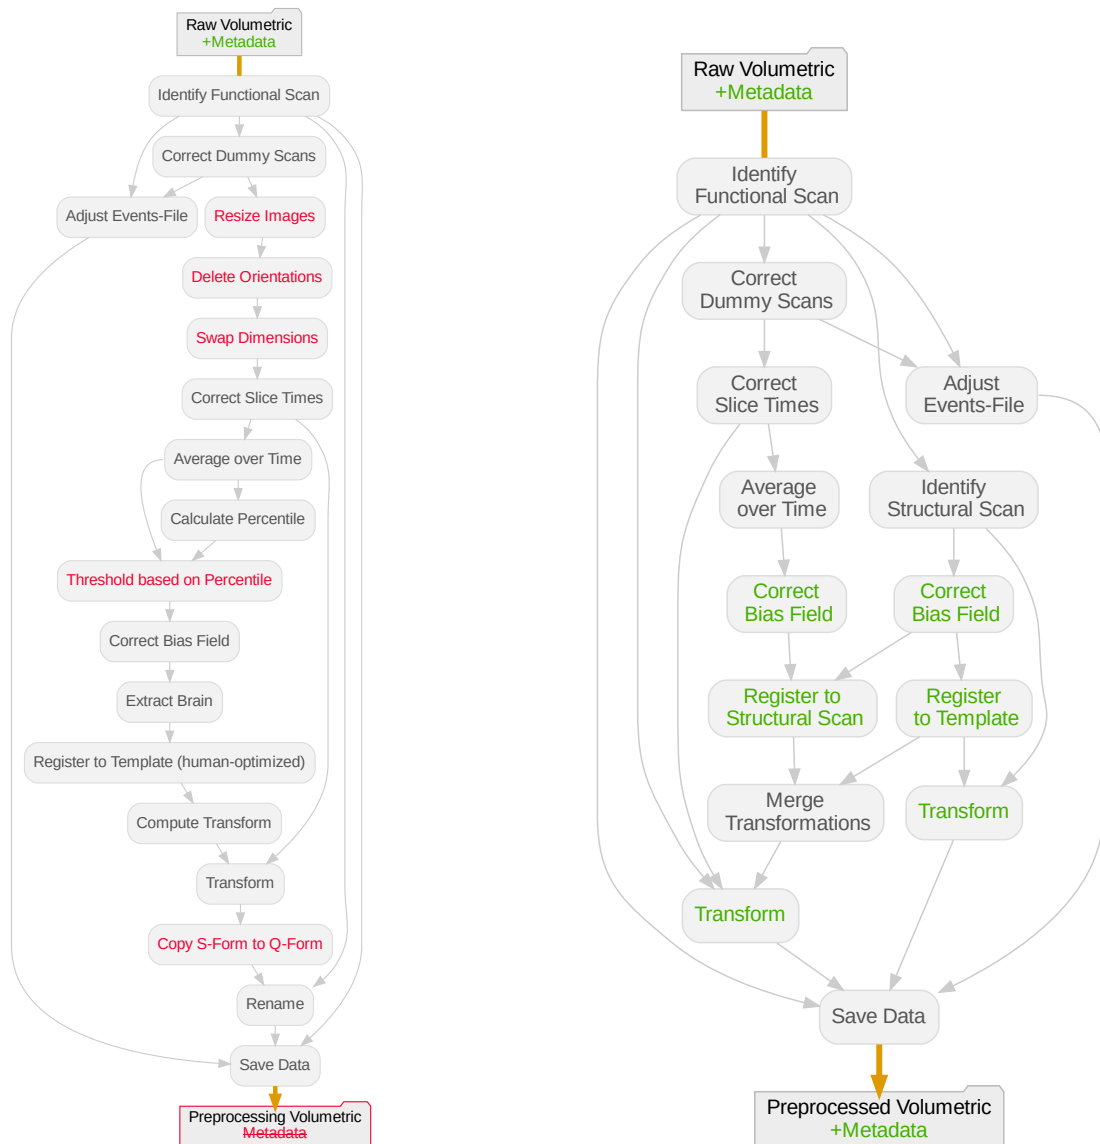 Raw Volumetric
+Metadata
Identify Functional Scan
Correct Dummy Scans
Adjust Events-File
Resize Images
Delete Orientations
Swap Dimensions
Correct Slice Times
Average over Time
Calculate Percentile
Threshold based on Percentile
Correct Bias Field
Extract Brain
Register to Template (human-optimized)
Compute Transform
Transform
Copy S-Form to Q-Form
Rename
Save Data
Preprocessing Volumetric
Metadata
Raw Volumetric
+Metadata
Identify
Functional Scan
Correct
Dummy Scans
Correct
Slice Times
Adjust
Events-File
Average
over Time
Identify
Structural Scan
Correct
Bias Field
Correct
Bias Field
Register to
Structural Scan
Register
to Template
Merge
Transformations
Transform
Transform
Save Data
Preprocessed Volumetric
+Metadata